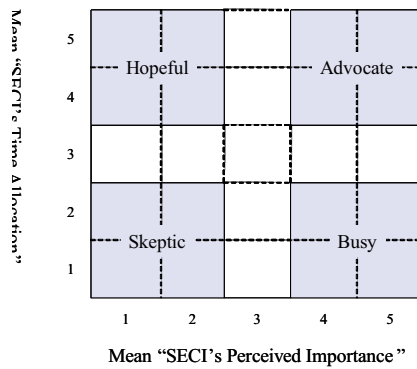 Mean “SECI’s Time Allocation”
5
Hopeful Advocate
4
3
2
Skeptic Busy
1
1 2 3 4 5
Mean “SECI’s Perceived Importance”